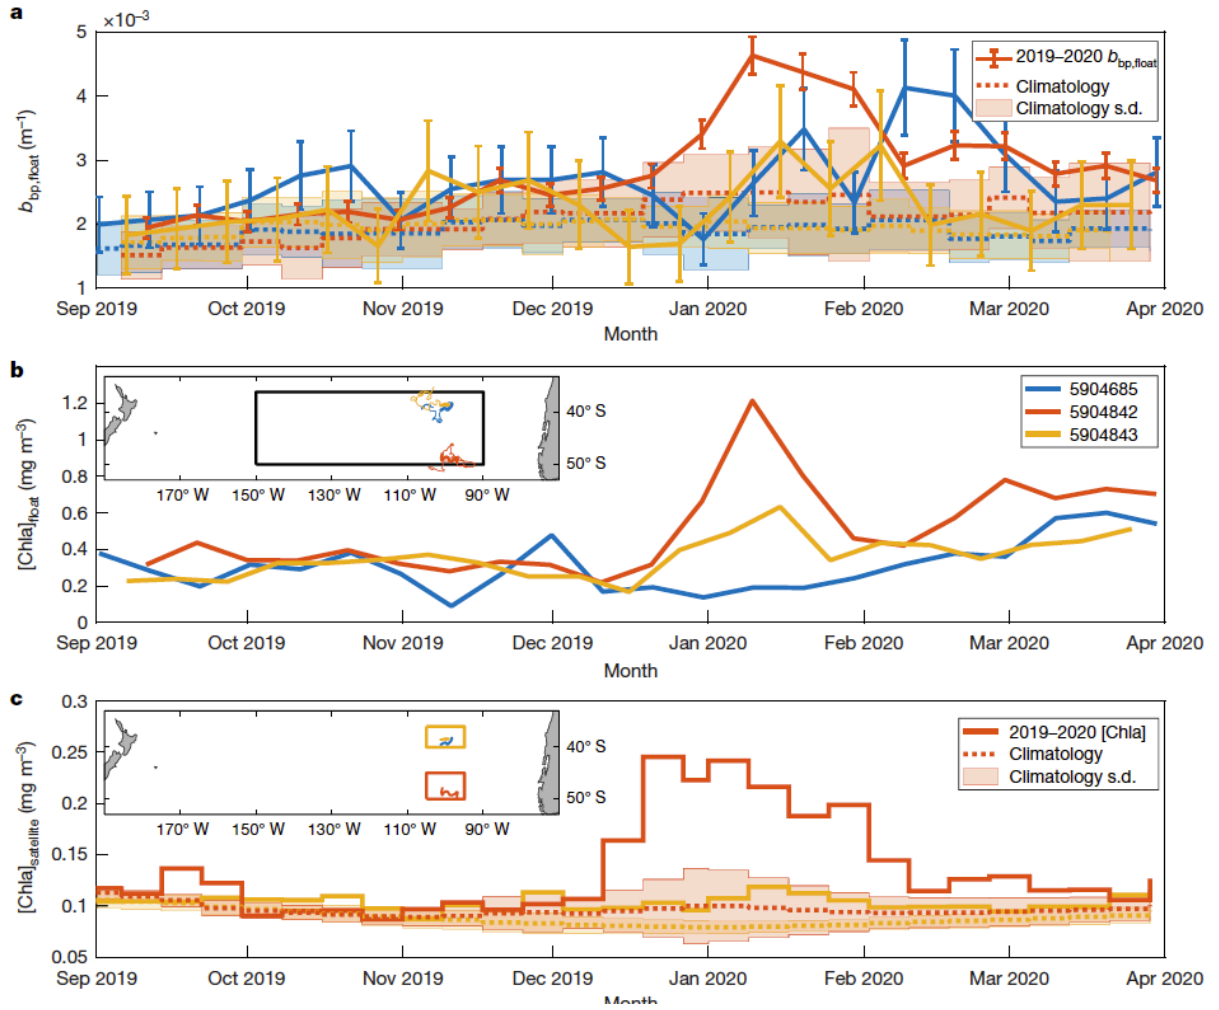 a
×10⁻³
5
4
3
2
1
b_bp,float (m⁻¹)
2019–2020 b_bp,float
Climatology
Climatology s.d.
Sep 2019 Oct 2019 Nov 2019 Dec 2019 Jan 2020 Feb 2020 Mar 2020 Apr 2020
Month
b
1.2
1
0.8
0.6
0.4
0.2
0
[Chla]_float (mg m⁻³)
40° S
50° S
170° W 150° W 130° W 110° W 90° W
5904685
5904842
5904843
Sep 2019 Oct 2019 Nov 2019 Dec 2019 Jan 2020 Feb 2020 Mar 2020 Apr 2020
Month
c
0.3
0.25
0.2
0.15
0.1
0.05
[Chla]_satellite (mg m⁻³)
40° S
50° S
170° W 150° W 130° W 110° W 90° W
2019–2020 [Chla]
Climatology
Climatology s.d.
Sep 2019 Oct 2019 Nov 2019 Dec 2019 Jan 2020 Feb 2020 Mar 2020 Apr 2020
Month